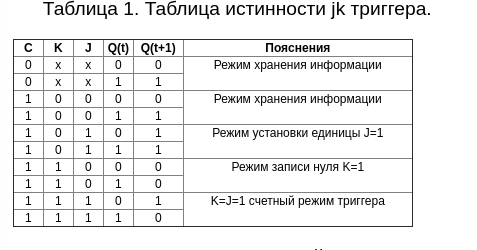 Таблица 1. Таблица истинности jk триггера.
C K J Q(t) Q(t+1) Пояснения
0 x x 0 0 Режим хранения информации
0 x x 1 1
1 0 0 0 0 Режим хранения информации
1 0 0 1 1
1 0 1 0 1 Режим установки единицы J=1
1 0 1 1 1
1 1 0 0 0 Режим записи нуля K=1
1 1 0 1 0
1 1 1 0 1 K=J=1 счетный режим триггера
1 1 1 1 0